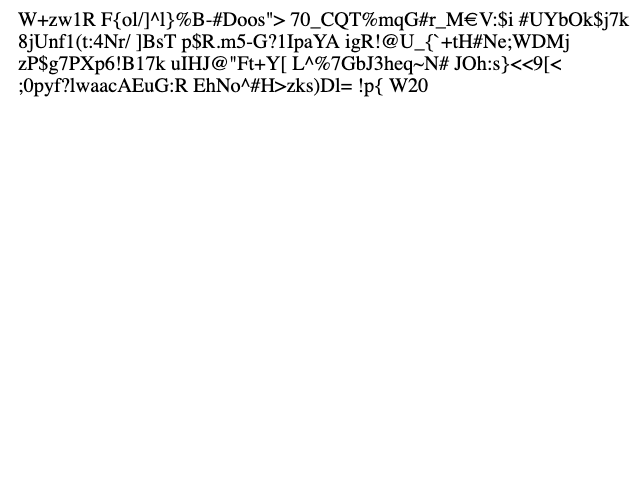 W+zw1R F{ol/]^l}%B-#Doos"> 70_CQT%mqG#r_M€V:$i #UYbOk$j7k
8jUnf1(t:4Nr/ ]BsT p$R.m5-G?1IpaYA igR!@U_{`+tH#Ne;WDMj
zP$g7PXp6!B17k uIHJ@"Ft+Y[ L^%7GbJ3heq~N# JOh:s}<<9[<
;0pyf?lwaacAEuG:R EhNo^#H>zks)Dl= !p{ W20